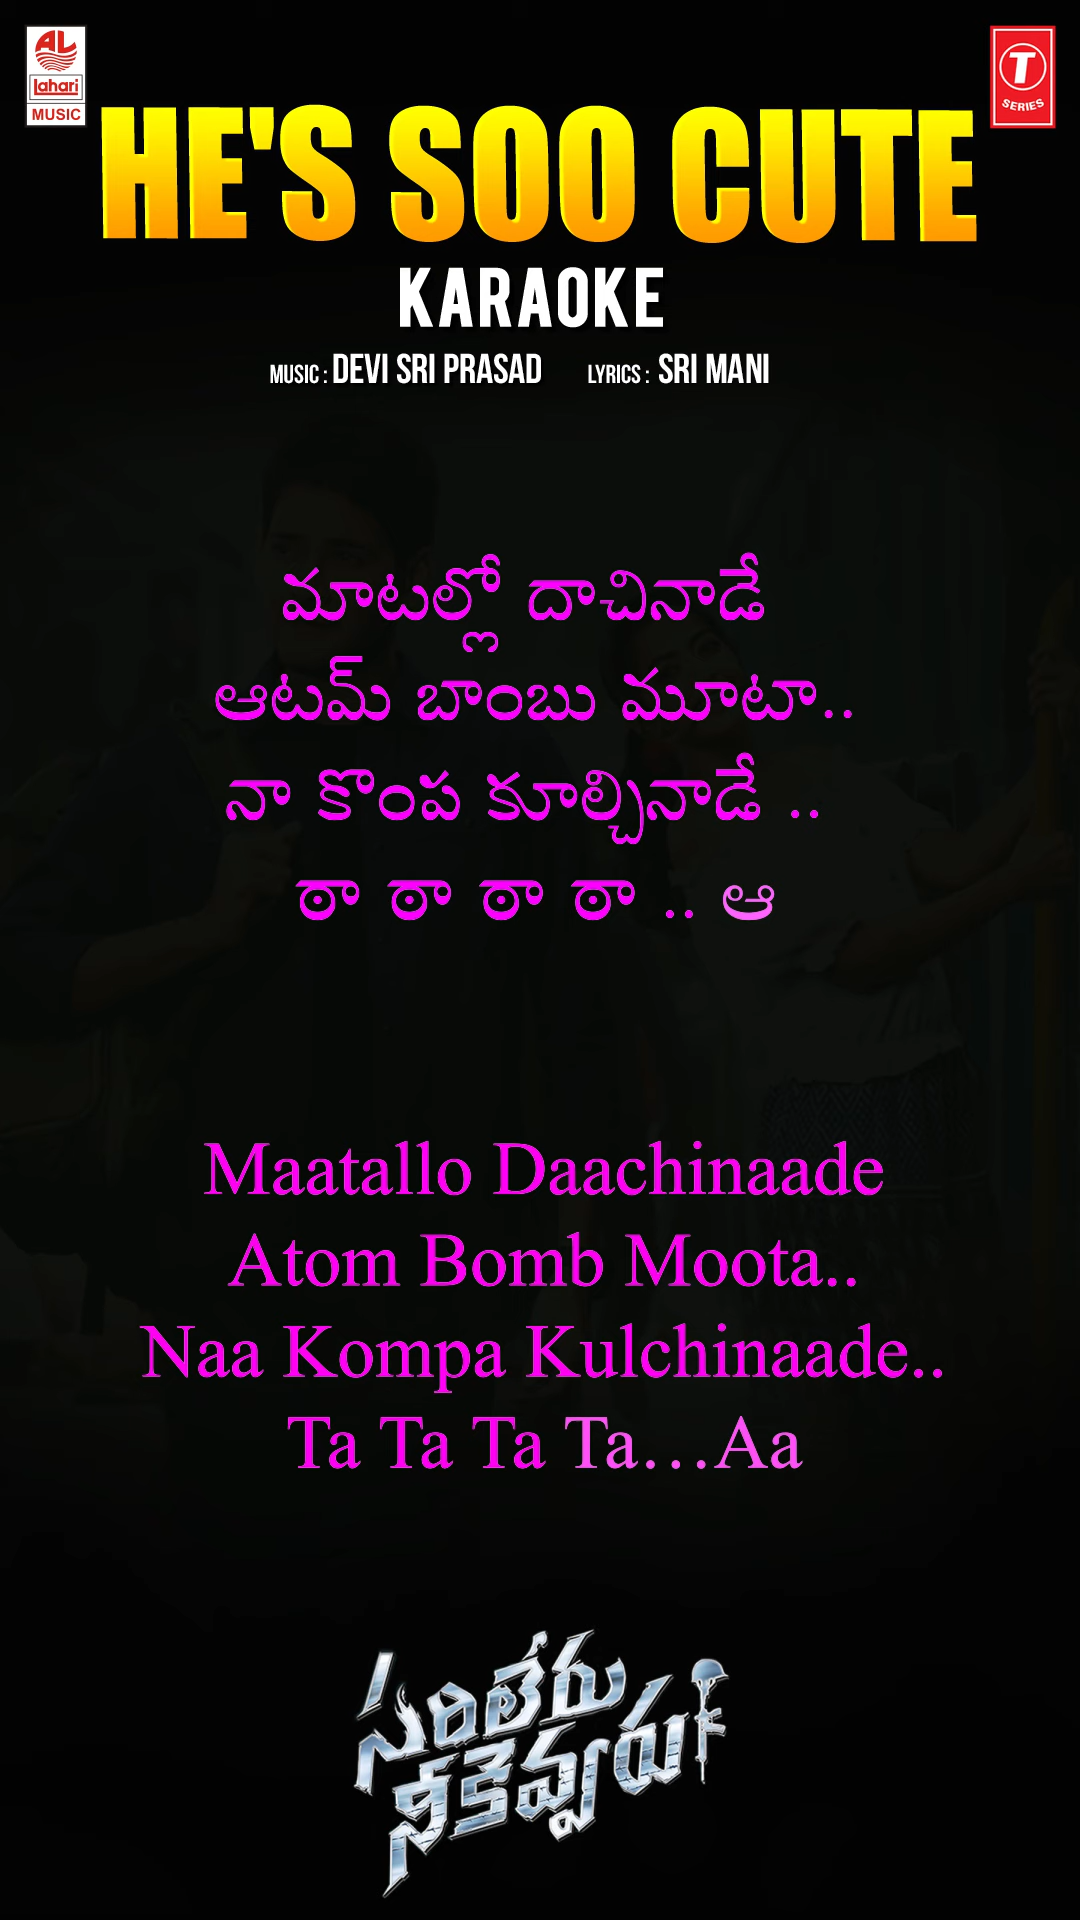 AL
lahari
MUSIC
T
SERIES
HE'S SOO CUTE
KARAOKE
MUSIC : DEVI SRI PRASAD LYRICS : SRI MANI
మాటల్లో దాచినాడే
ఆటమ్ బాంబు మూటా..
నా కొంప కూల్చినాడే ..
ఠా ఠా ఠా ఠా .. ఆ
Maatallo Daachinaade
Atom Bomb Moota..
Naa Kompa Kulchinaade..
Ta Ta Ta Ta...Aa
సరిలేరు
నీకెవ్వరు